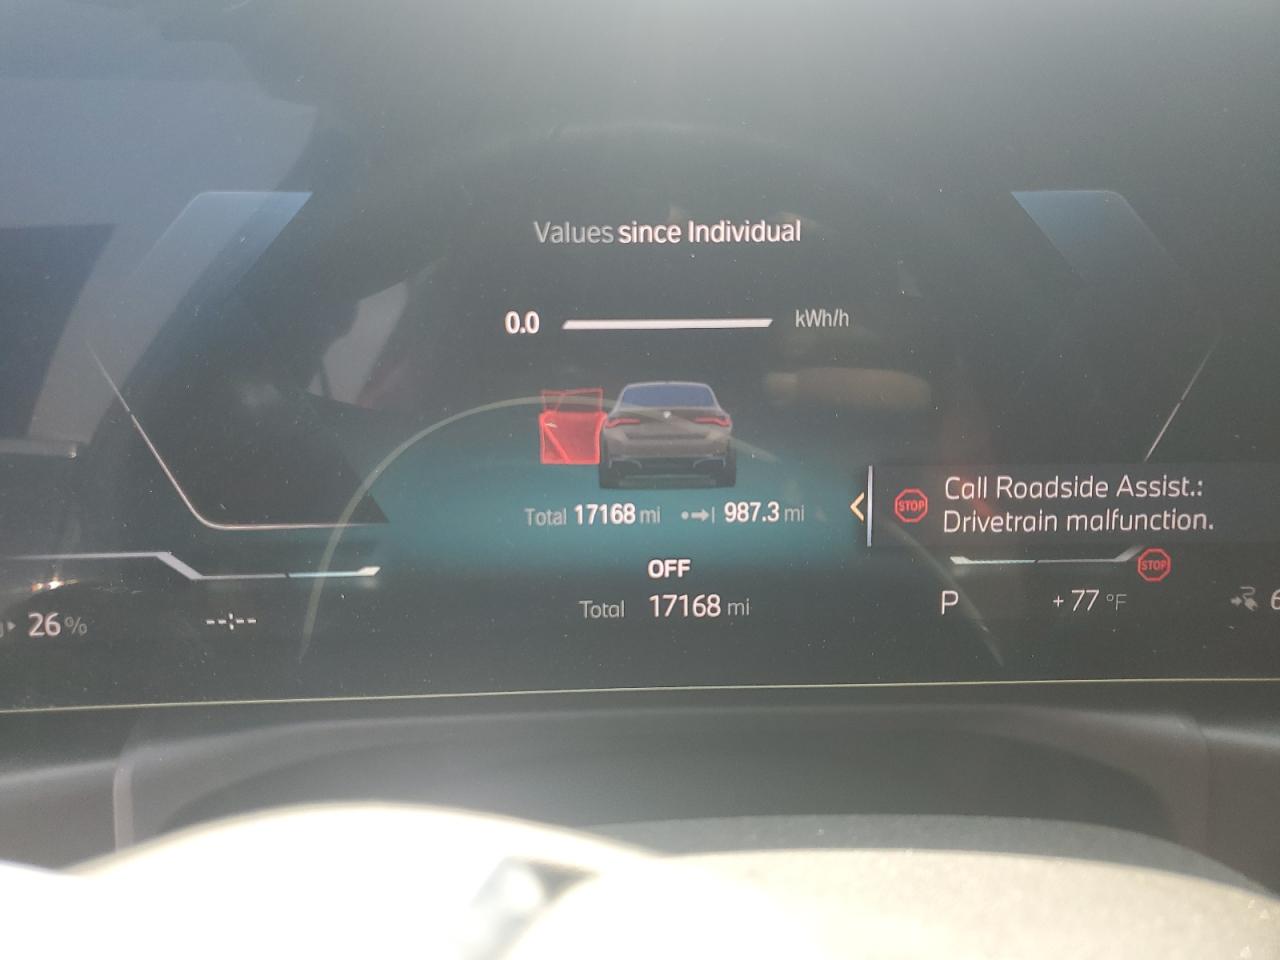 Values since Individual
0.0 kWh/h
Total 17168 mi 987.3 mi
STOP
Call Roadside Assist.:
Drivetrain malfunction.
OFF
Total 17168 mi
STOP
26 %
--:--
P
+77 °F